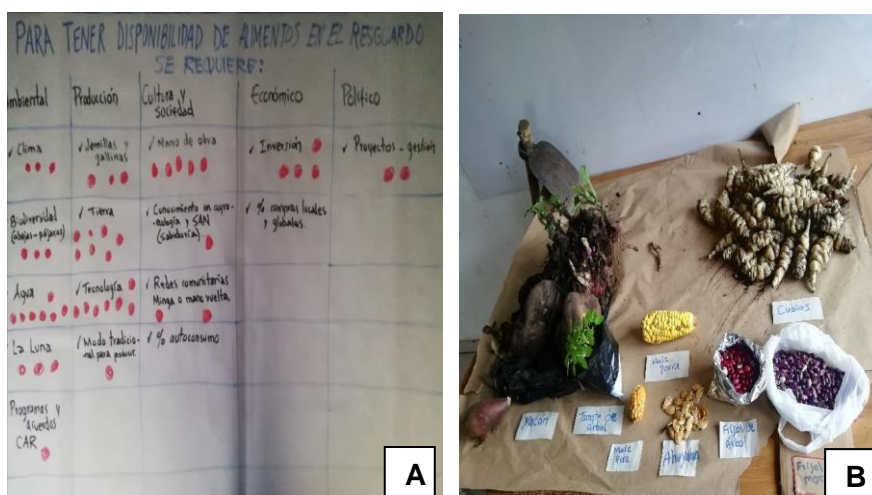 PARA TENER DISPONIBILIDAD DE ALIMENTOS EN EL RESGUARDO
SE REQUIERE:
mbiental
Producción
Cultura y
sociedad
Económico
Político
✓ Clima
✓ Semillas y
gallinas
✓ Mano de obra
✓ Inversión
✓ Proyectos - gestión
Biodiversidad
(abejas - pájaros)
✓ Tierra
✓ Conocimiento en agro-
ecología y SAN
(sabiduría)
✓ % compras locales
y globales.
Agua
✓ Tecnología
✓ Redes comunitarias
Minga o mano vuelta
La Luna
✓ Modo tradicio-
nal para producir.
✓ % autoconsumo
Programas y
Acuerdos
CAR
A
Cubios
Maíz
Porva
Yacón
Tomate de
árbol
Maíz
Pira
Ahuyama
Frijol de
Árbol
Frijol
B